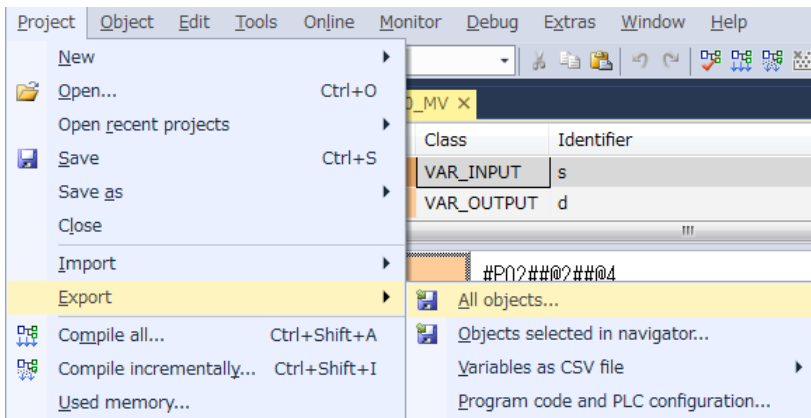 Project Object Edit Tools Online Monitor Debug Extras Window Help
New
Open... Ctrl+O
Open recent projects
Save Ctrl+S
Save as
Close
Import
Export
Compile all... Ctrl+Shift+A
Compile incrementally... Ctrl+Shift+I
Used memory...
0_MV
Class Identifier
VAR_INPUT s
VAR_OUTPUT d
#P02##@2##@4
All objects...
Objects selected in navigator...
Variables as CSV file
Program code and PLC configuration...